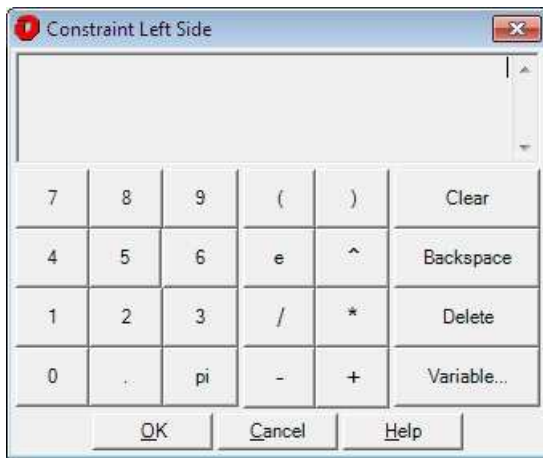 Constraint Left Side
7 8 9 ( ) Clear
4 5 6 e ^ Backspace
1 2 3 / * Delete
0 . pi - + Variable...
OK Cancel Help